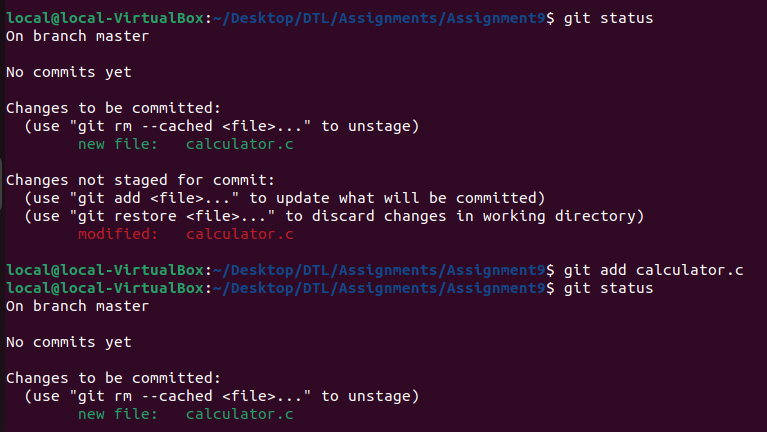 local@local-VirtualBox:~/Desktop/DTL/Assignments/Assignment9$ git status
On branch master
No commits yet
Changes to be committed:
  (use "git rm --cached <file>..." to unstage)
        new file:   calculator.c
Changes not staged for commit:
  (use "git add <file>..." to update what will be committed)
  (use "git restore <file>..." to discard changes in working directory)
        modified:   calculator.c
local@local-VirtualBox:~/Desktop/DTL/Assignments/Assignment9$ git add calculator.c
local@local-VirtualBox:~/Desktop/DTL/Assignments/Assignment9$ git status
On branch master
No commits yet
Changes to be committed:
  (use "git rm --cached <file>..." to unstage)
        new file:   calculator.c